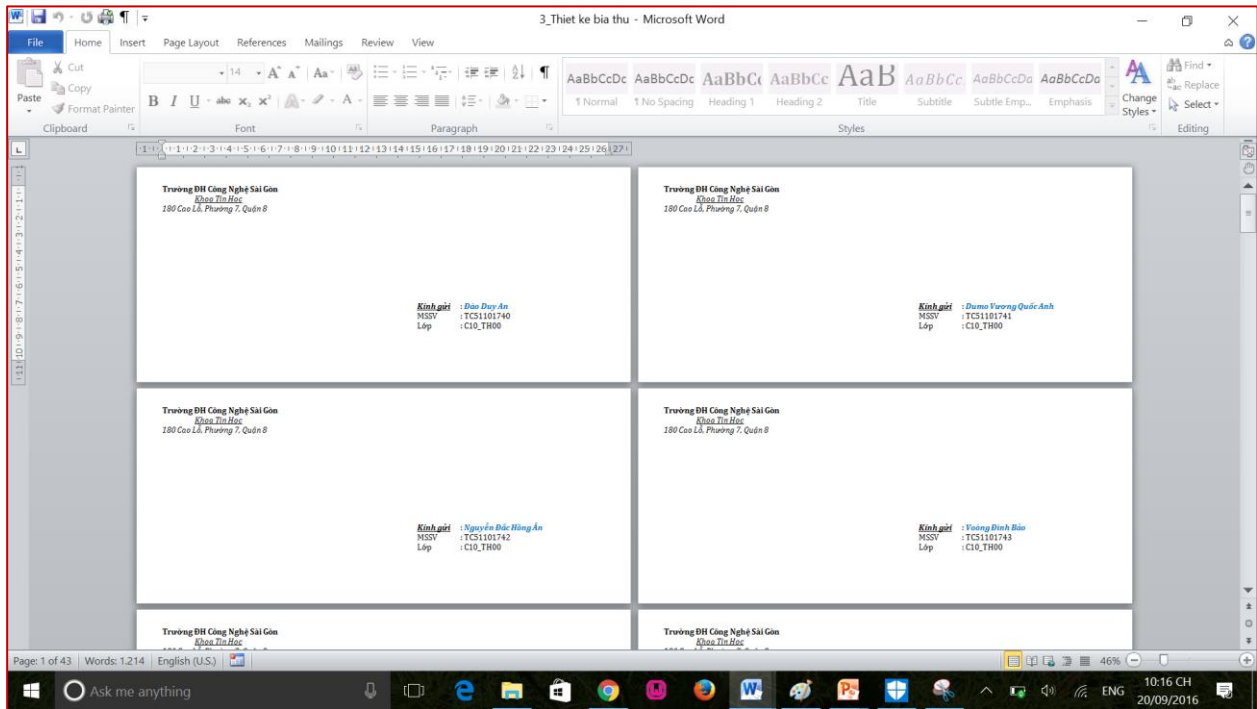 3_Thiet ke bia thu - Microsoft Word
File Home Insert Page Layout References Mailings Review View
Paste
Cut
Copy
Format Painter
Clipboard
14
Font
Paragraph
AaBbCcDc AaBbCcDc AaBbCc AaBbCc AaB AaBbCc AaBbCcDa AaBbCcDa
¶ Normal ¶ No Spacing Heading 1 Heading 2 Title Subtitle Subtle Emp... Emphasis
Change Styles
Styles
Find
Replace
Select
Editing
Trường ĐH Công Nghệ Sài Gòn
Khoa Tin Học
180 Cao Lỗ, Phường 7, Quận 8
Kính gửi : Đào Duy An
MSSV : TC51101740
Lớp : C10_TH00
Trường ĐH Công Nghệ Sài Gòn
Khoa Tin Học
180 Cao Lỗ, Phường 7, Quận 8
Kính gửi : Dumo Vương Quốc Anh
MSSV : TC51101741
Lớp : C10_TH00
Trường ĐH Công Nghệ Sài Gòn
Khoa Tin Học
180 Cao Lỗ, Phường 7, Quận 8
Kính gửi : Nguyễn Đắc Hồng Ân
MSSV : TC51101742
Lớp : C10_TH00
Trường ĐH Công Nghệ Sài Gòn
Khoa Tin Học
180 Cao Lỗ, Phường 7, Quận 8
Kính gửi : Voòng Đình Bảo
MSSV : TC51101743
Lớp : C10_TH00
Trường ĐH Công Nghệ Sài Gòn
Khoa Tin Học
Trường ĐH Công Nghệ Sài Gòn
Khoa Tin Học
Page: 1 of 43 Words: 1.214 English (U.S.) 46%
Ask me anything
ENG
10:16 CH
20/09/2016